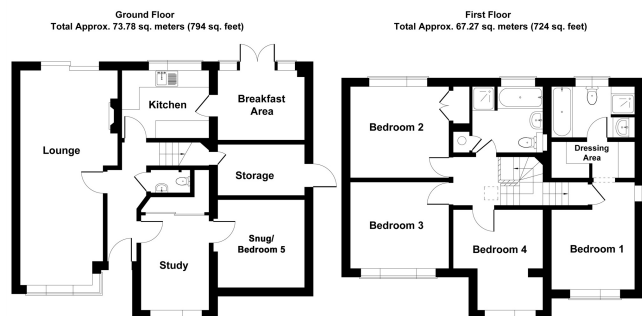 Ground Floor
Total Approx. 73.78 sq. meters (794 sq. feet)
Kitchen
Breakfast
Area
Lounge
Storage
Snug/
Bedroom 5
Study
First Floor
Total Approx. 67.27 sq. meters (724 sq. feet)
Bedroom 2
Dressing
Area
Bedroom 3
Bedroom 4
Bedroom 1